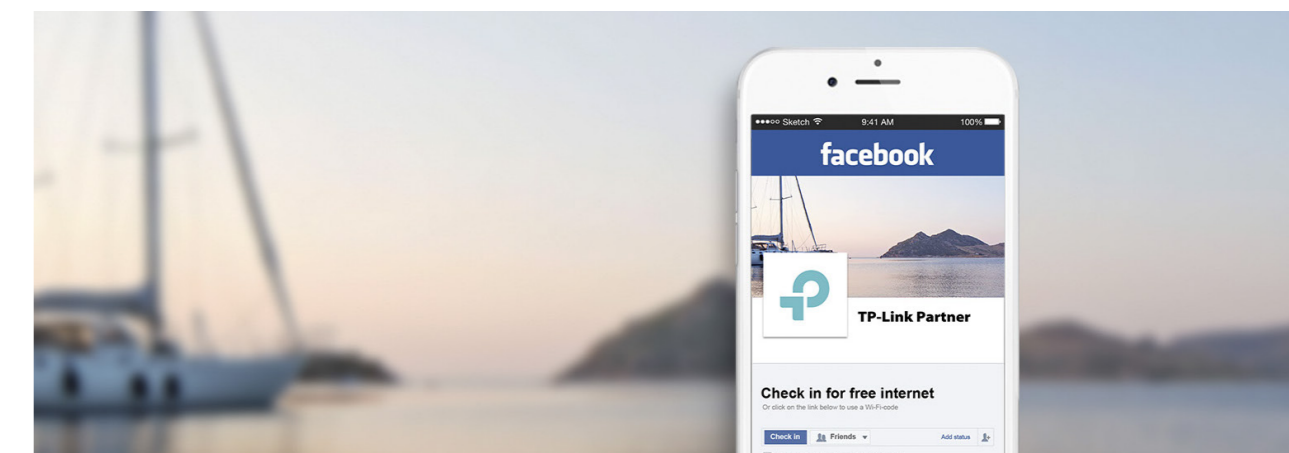 ●●●○○ Sketch 9:41 AM 100%
facebook
TP-Link Partner
Check in for free internet
Or click on the link below to use a Wi-Fi-code
Check in Friends Add status